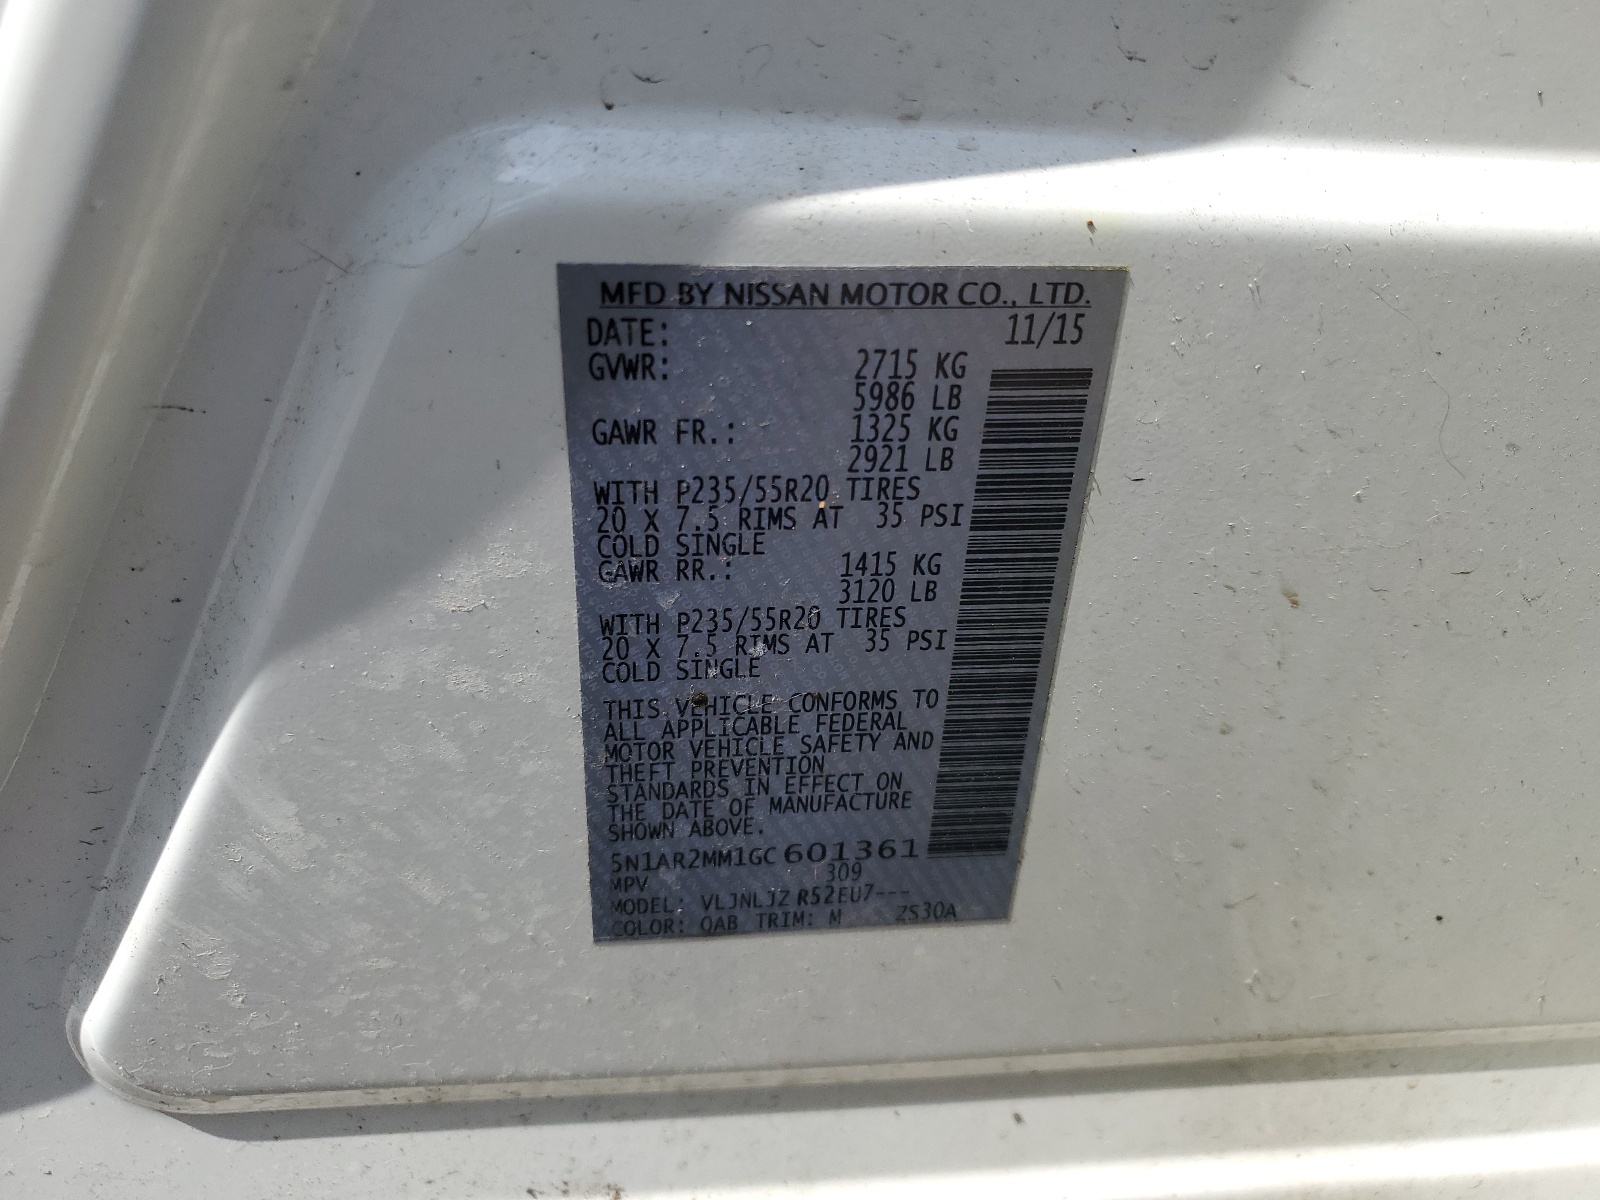 MFD BY NISSAN MOTOR CO., LTD.
DATE: 11/15
GVWR: 2715 KG
5986 LB
GAWR FR.: 1325 KG
2921 LB
WITH P235/55R20 TIRES
20 X 7.5 RIMS AT 35 PSI
COLD SINGLE
GAWR RR.: 1415 KG
3120 LB
WITH P235/55R20 TIRES
20 X 7.5 RIMS AT 35 PSI
COLD SINGLE
THIS VEHICLE CONFORMS TO
ALL APPLICABLE FEDERAL
MOTOR VEHICLE SAFETY AND
THEFT PREVENTION
STANDARDS IN EFFECT ON
THE DATE OF MANUFACTURE
SHOWN ABOVE.
5N1AR2MM1GC601361
MPV 309
MODEL: VLJNLJZ R52EU7---
COLOR: QAB TRIM: M ZS30A